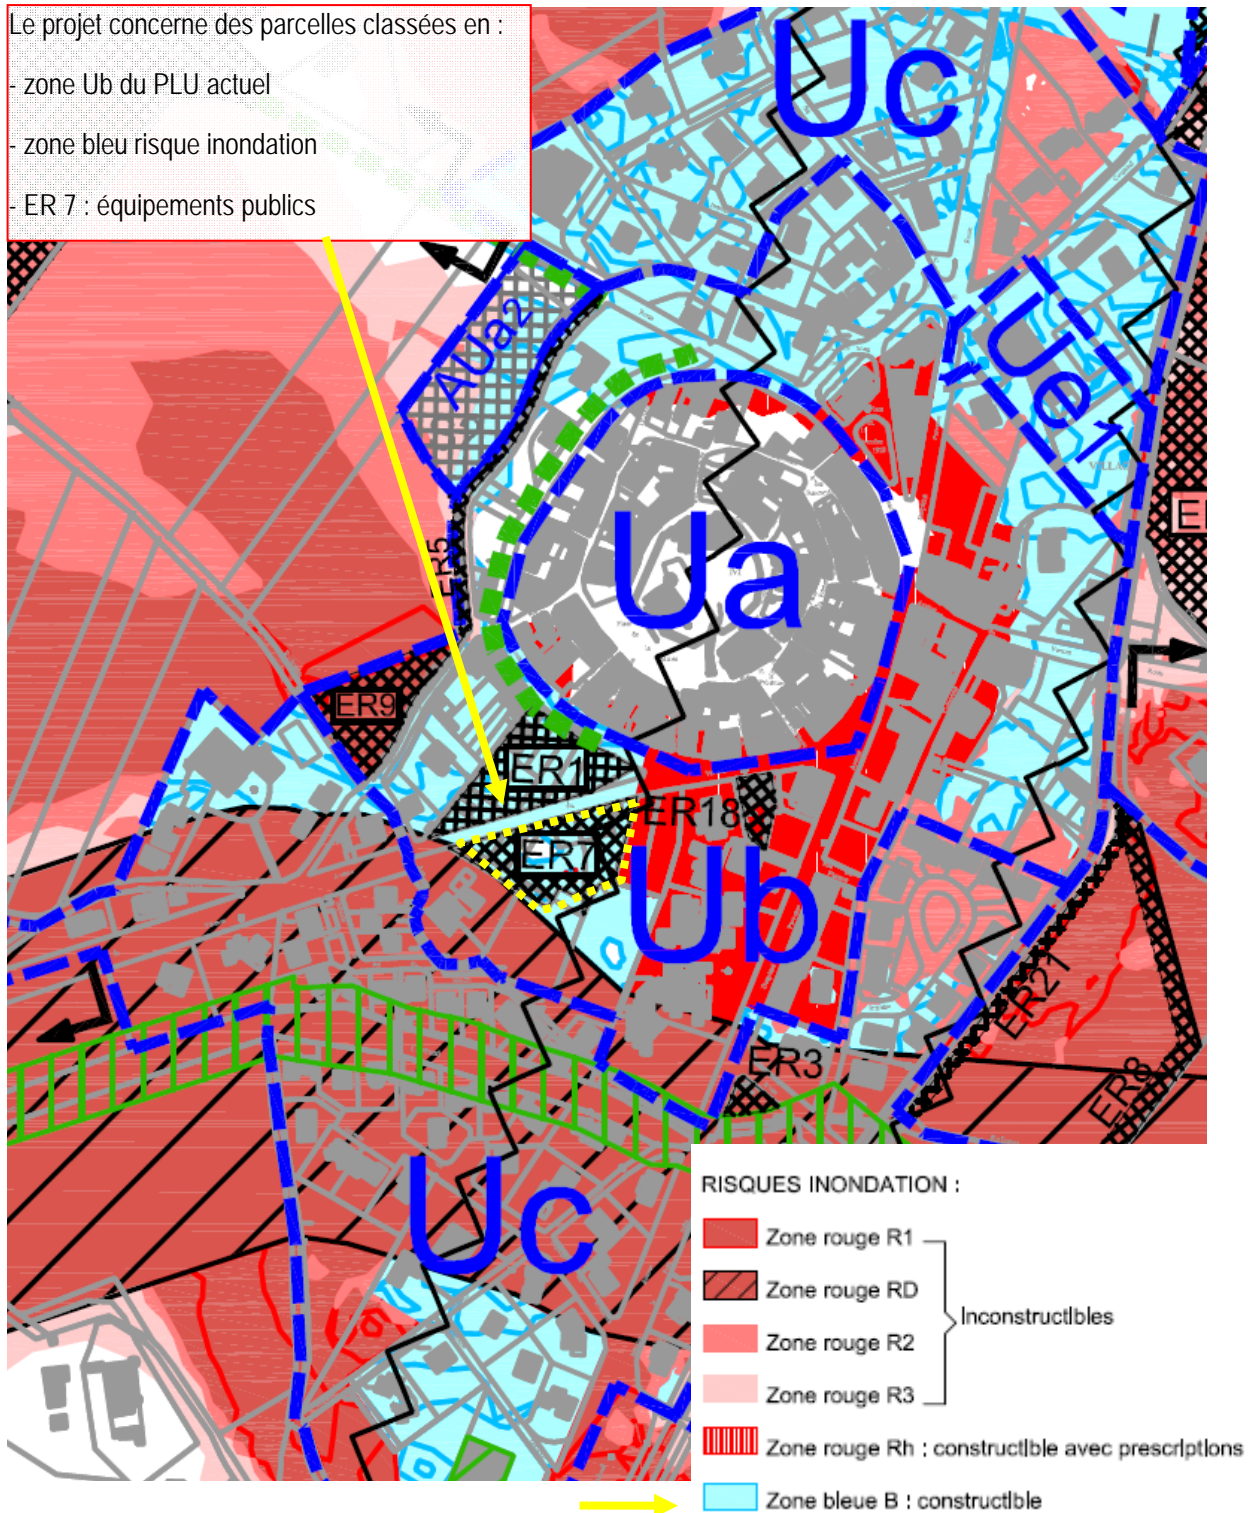 Le projet concerne des parcelles classées en :
- zone Ub du PLU actuel
- zone bleu risque inondation
- ER 7 : équipements publics
Uc
AUa2
Ue1
Ua
ER5
ER9
ER1
ER18
ER7
Ub
ER21
ER3
ER8
Uc
RISQUES INONDATION :
Zone rouge R1
Zone rouge RD
Inconstructibles
Zone rouge R2
Zone rouge R3
Zone rouge Rh : constructible avec prescriptions
Zone bleue B : constructible